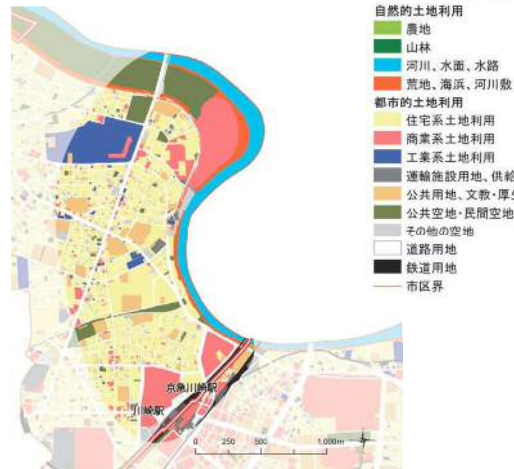 自然的土地利用
農地
山林
河川、水面、水路
荒地、海浜、河川敷
都市的土地利用
住宅系土地利用
商業系土地利用
工業系土地利用
運輸施設用地、供給
公共用地、文教・厚生
公共空地・民間空地
その他の空地
道路用地
鉄道用地
市区界
京急川崎駅
川崎駅
0 250 500 1,000m